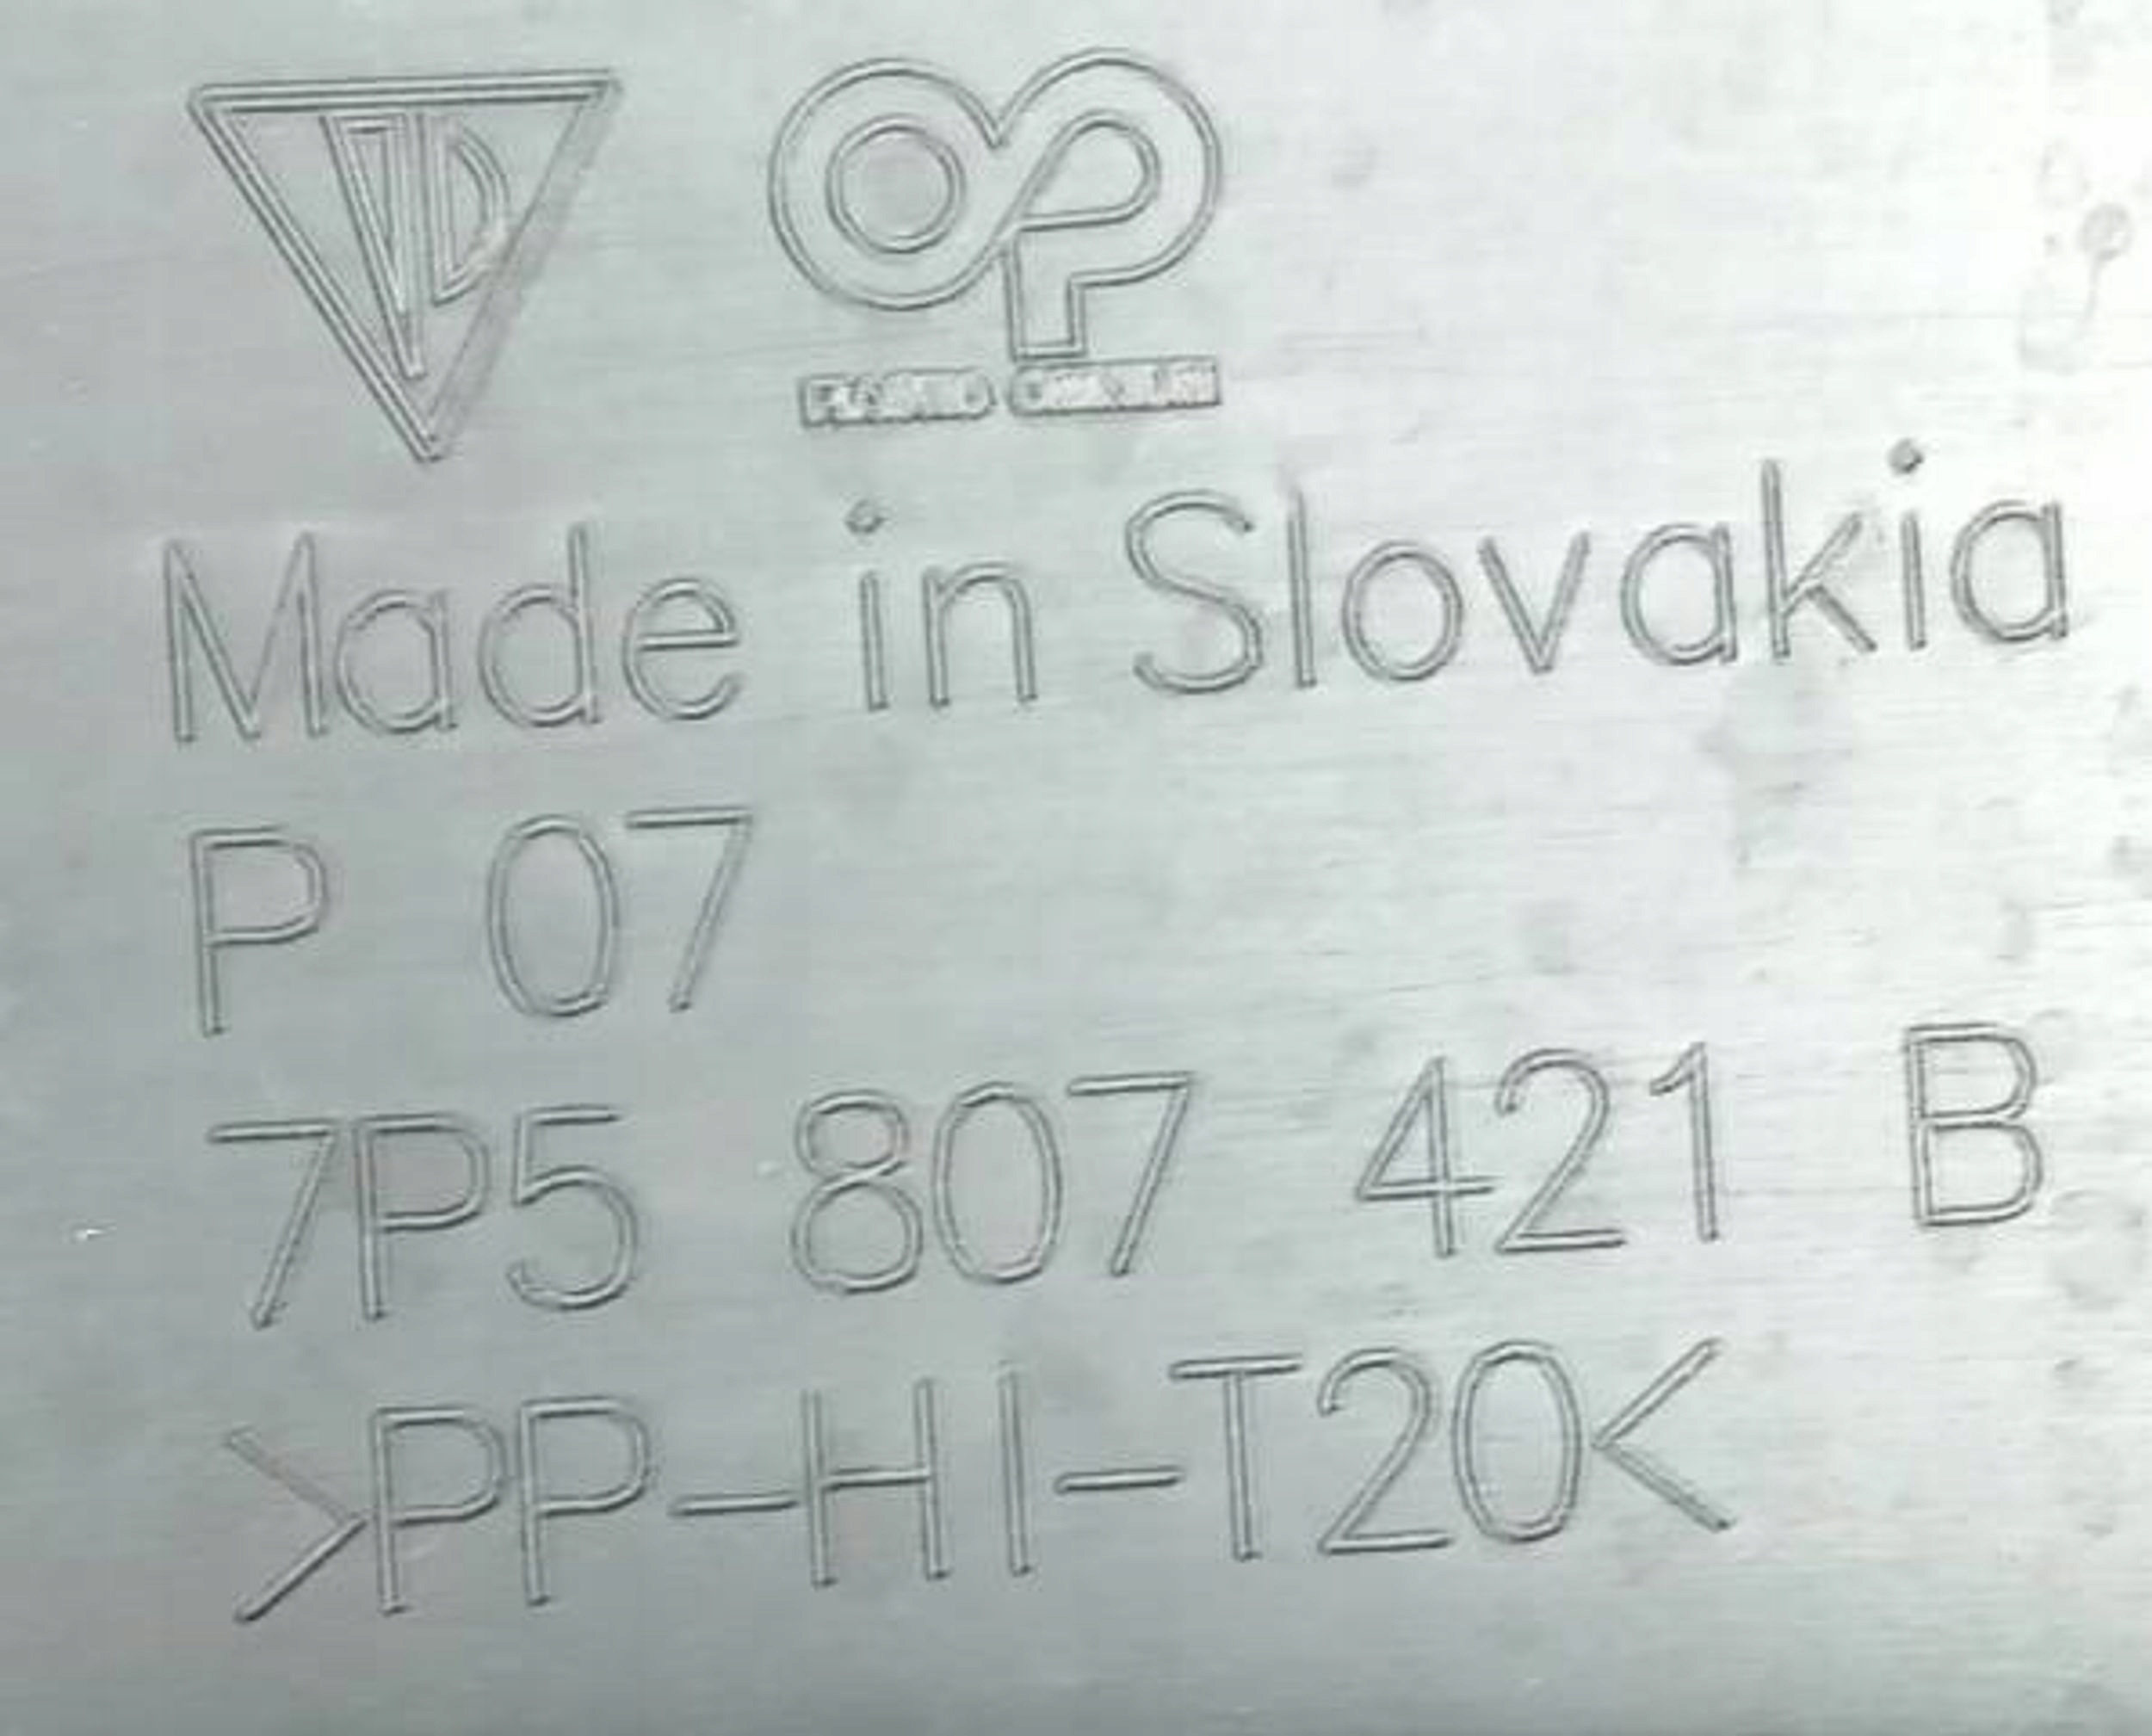 Made in Slovakia
P 07
7P5 807 421 B
>PP-HI-T20<